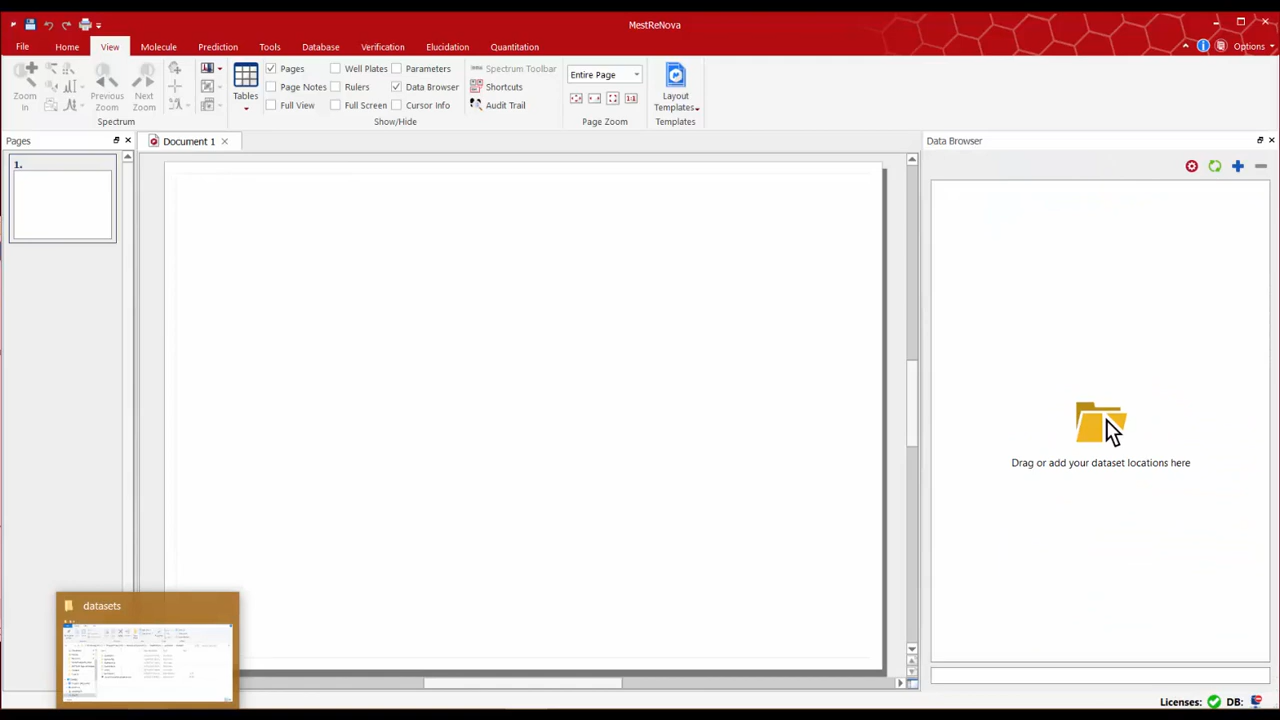 MestReNova
File Home View Molecule Prediction Tools Database Verification Elucidation Quantitation Options
Zoom In
Previous Zoom
Next Zoom
Spectrum
Tables
Pages Well Plates Parameters Spectrum Toolbar
Page Notes Rulers Data Browser Shortcuts
Full View Full Screen Cursor Info Audit Trail
Show/Hide
Entire Page
1:1
Page Zoom
Layout Templates
Templates
Pages
Document 1
Data Browser
1.
Drag or add your dataset locations here
datasets
Licenses: DB: